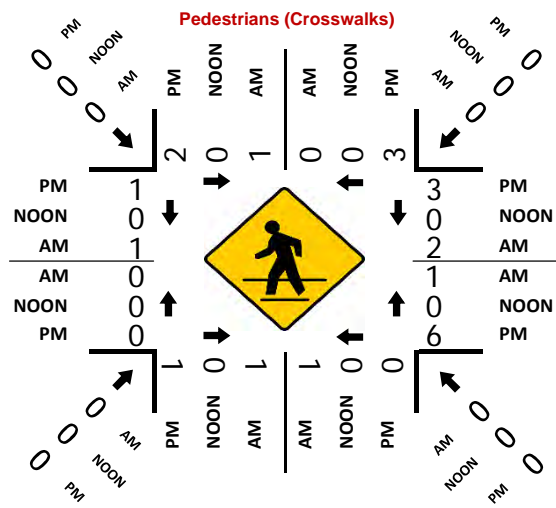 Pedestrians (Crosswalks)
0 PM
0 NOON
0 AM
PM NOON AM AM NOON PM
PM 0
NOON 0
AM 0
2 0 1 0 0 3
PM 1 3 PM
NOON 0 0 NOON
AM 1 2 AM
AM 0 1 AM
NOON 0 0 NOON
PM 0 6 PM
1 0 1 1 0 0
PM NOON AM AM NOON PM
0 AM
0 NOON
0 PM
AM 0
NOON 0
PM 0